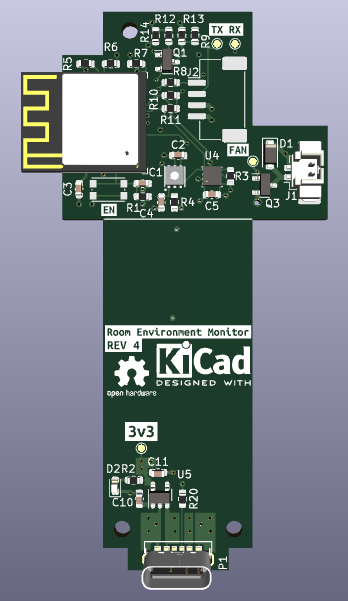 R14
R12
R13
R9
TX RX
R5
R6
R7
Q1
R8
J2
R10
R11
FAN
C2
U4
D1
C3
IC1
R3
EN
R1
C4
R4
C5
Q3
J1
Room Environment Monitor
REV 4
KiCad
DESIGNED WITH
open hardware
3v3
D2
R2
C11
U5
C10
R20
P1